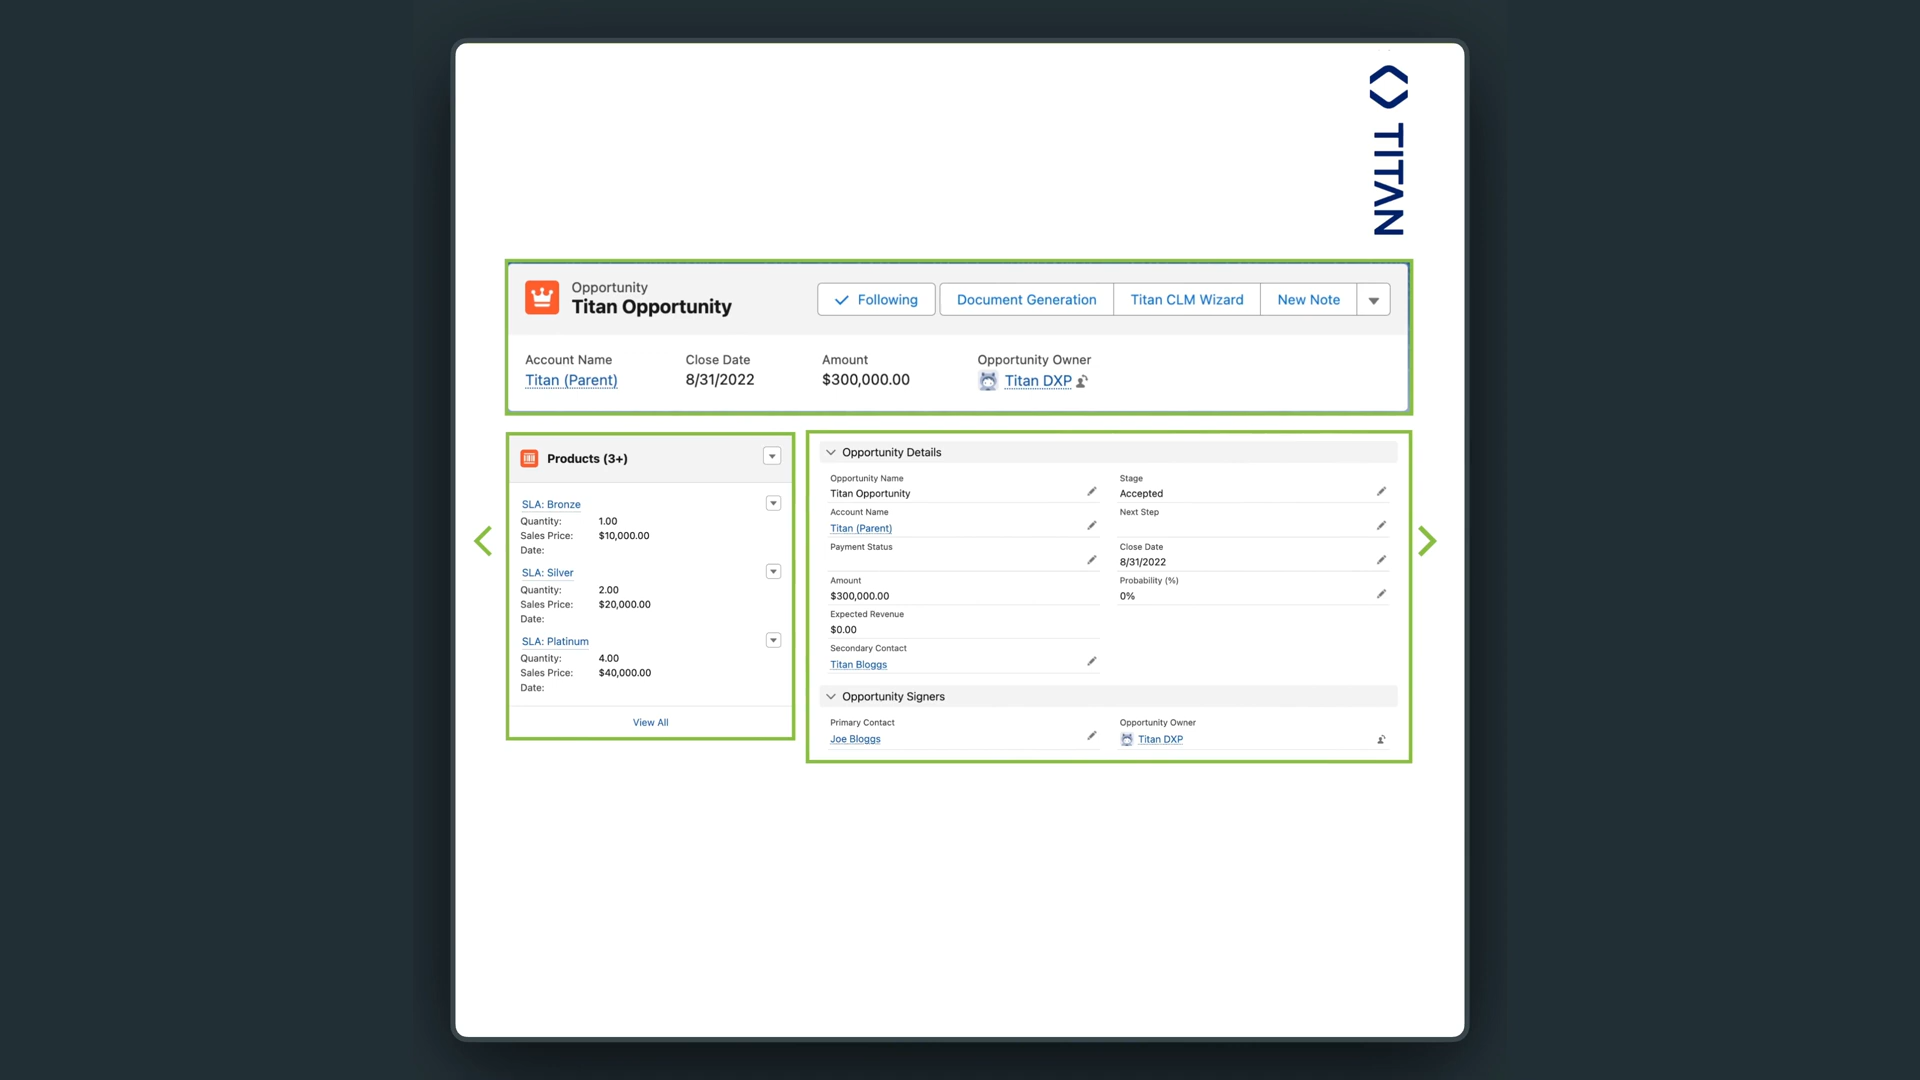 TITAN
Opportunity
Titan Opportunity
Following
Document Generation
Titan CLM Wizard
New Note
Account Name
Close Date
Amount
Opportunity Owner
Titan (Parent)
8/31/2022
$300,000.00
Titan DXP
Products (3+)
SLA: Bronze
Quantity: 1.00
Sales Price: $10,000.00
Date:
SLA: Silver
Quantity: 2.00
Sales Price: $20,000.00
Date:
SLA: Platinum
Quantity: 4.00
Sales Price: $40,000.00
Date:
View All
Opportunity Details
Opportunity Name
Titan Opportunity
Stage
Accepted
Account Name
Titan (Parent)
Next Step
Payment Status
Close Date
8/31/2022
Amount
$300,000.00
Probability (%)
0%
Expected Revenue
$0.00
Secondary Contact
Titan Bloggs
Opportunity Signers
Primary Contact
Joe Bloggs
Opportunity Owner
Titan DXP